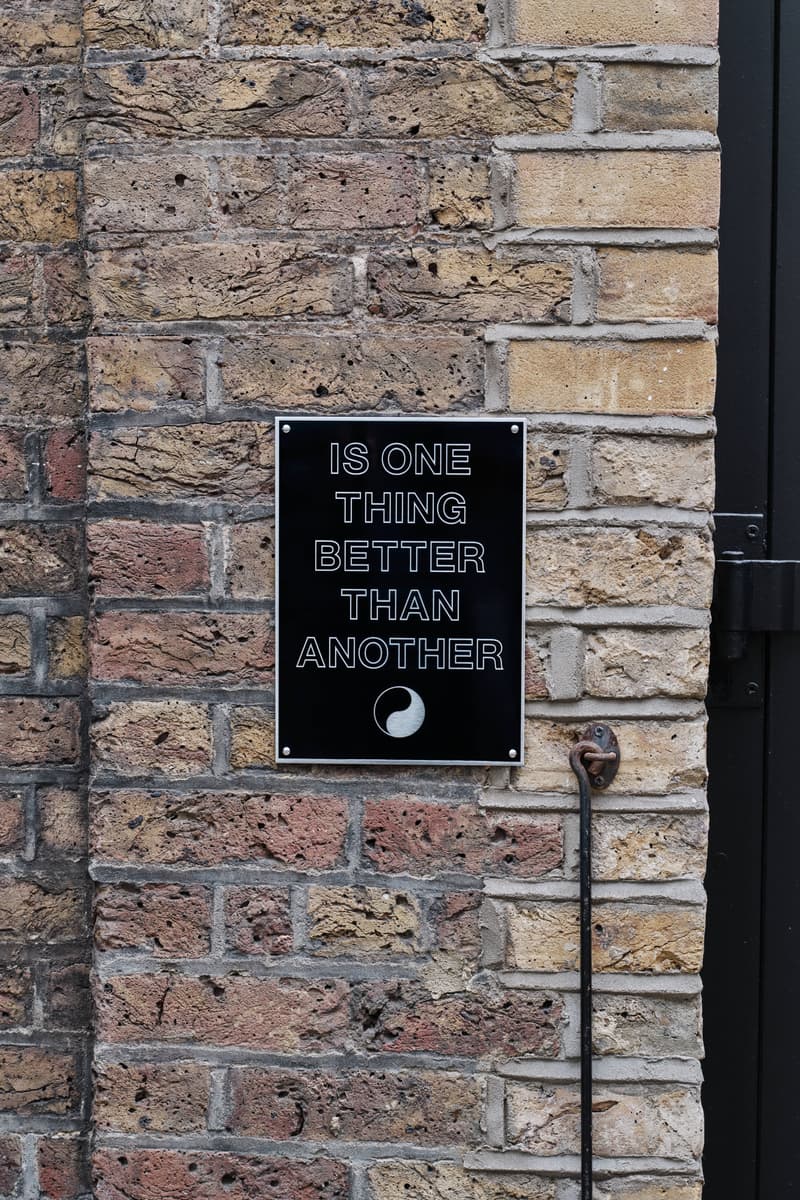 IS ONE
THING
BETTER
THAN
ANOTHER